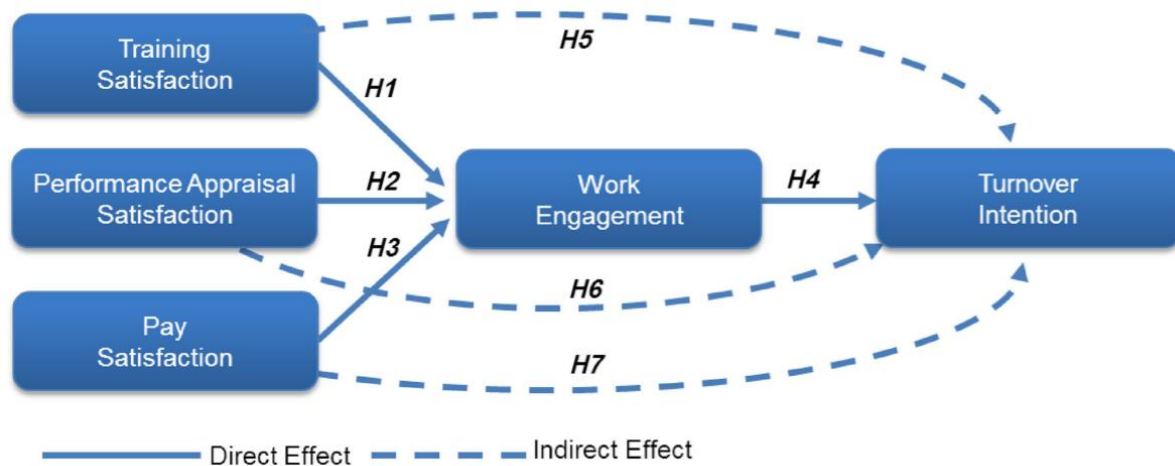 Training
Satisfaction
H5
H1
Performance Appraisal
Satisfaction
H2
Work
Engagement
H4
Turnover
Intention
H3
H6
Pay
Satisfaction
H7
Direct Effect
Indirect Effect